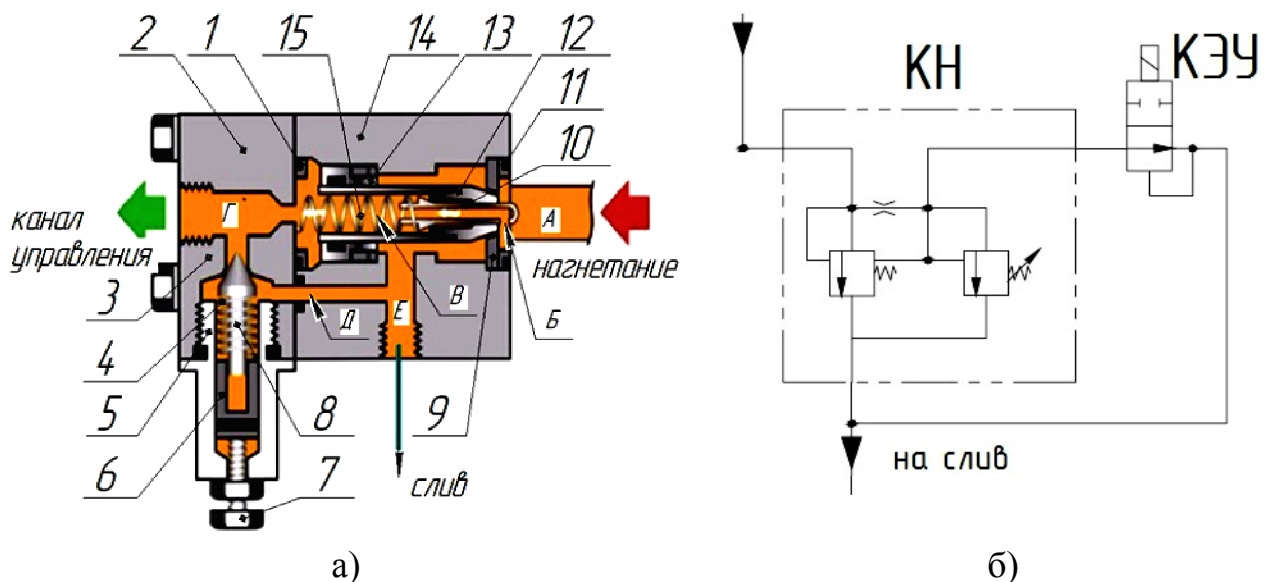 2 1 15 14 13 12
11
10
КН
КЭУ
Г
А
канал
управления
нагнетание
3
Д
Е
В
Б
4
5
8
9
6
7
слив
на слив
а)
б)